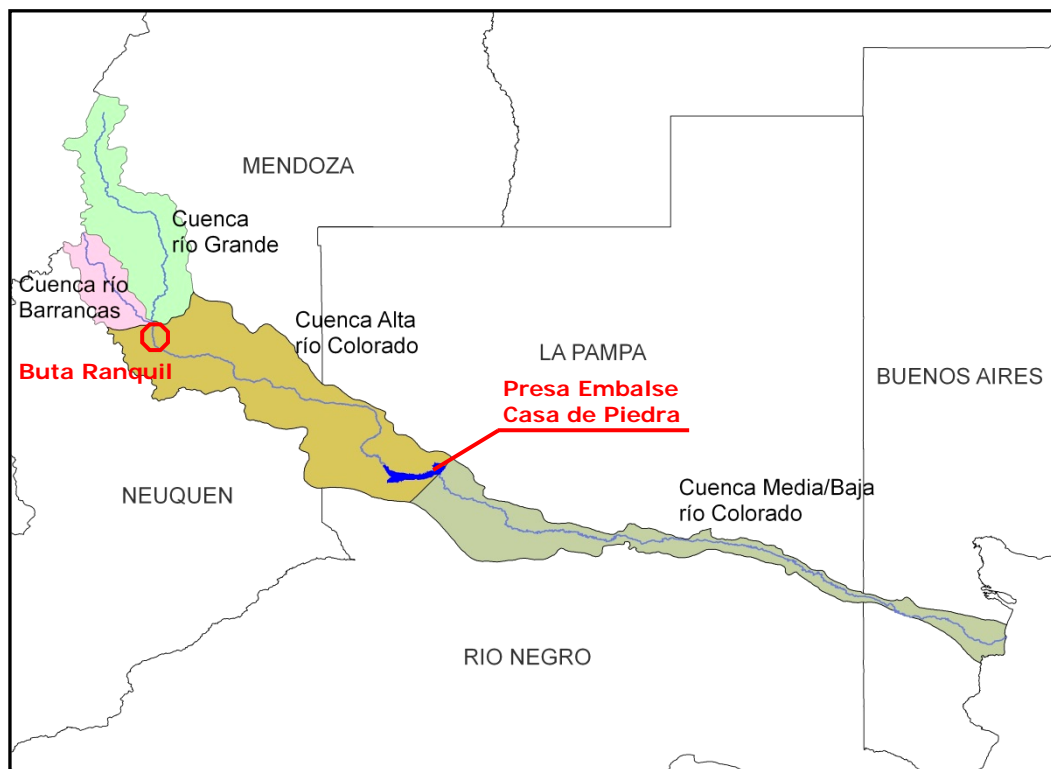 MENDOZA
Cuenca
río Grande
Cuenca río
Barrancas
Cuenca Alta
río Colorado
Buta Ranquil
LA PAMPA
BUENOS AIRES
Presa Embalse
Casa de Piedra
NEUQUEN
Cuenca Media/Baja
río Colorado
RIO NEGRO